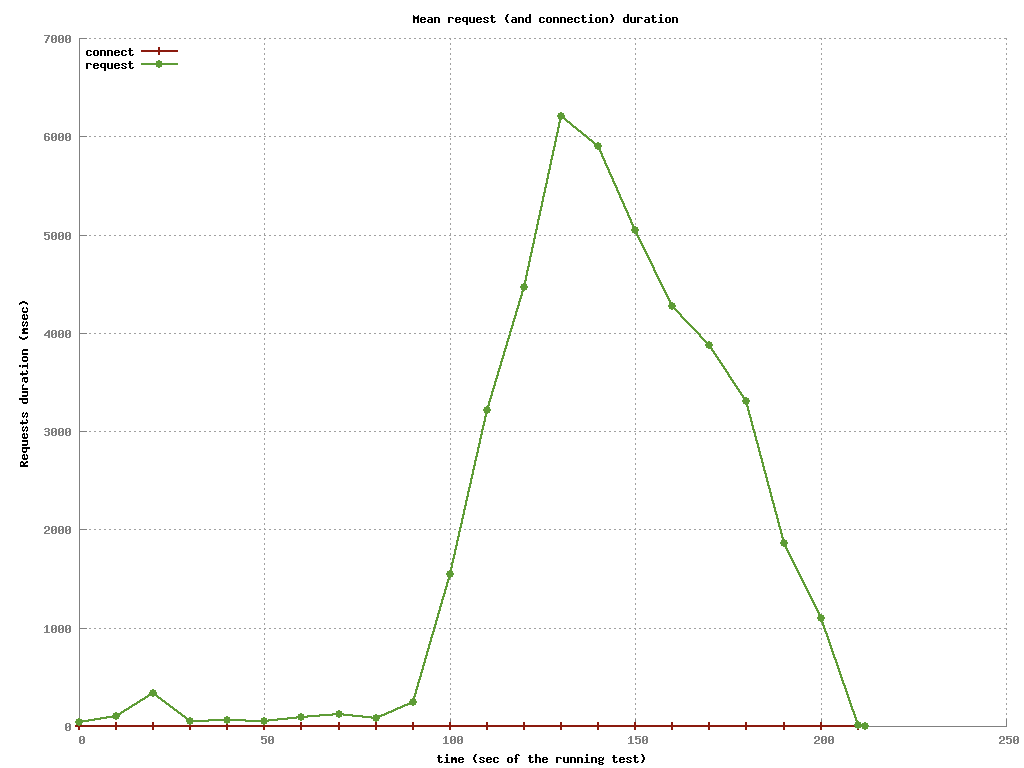 Mean request (and connection) duration
7000
connect
request
6000
5000
4000
3000
2000
1000
0
Requests duration (msec)
0 50 100 150 200 250
time (sec of the running test)